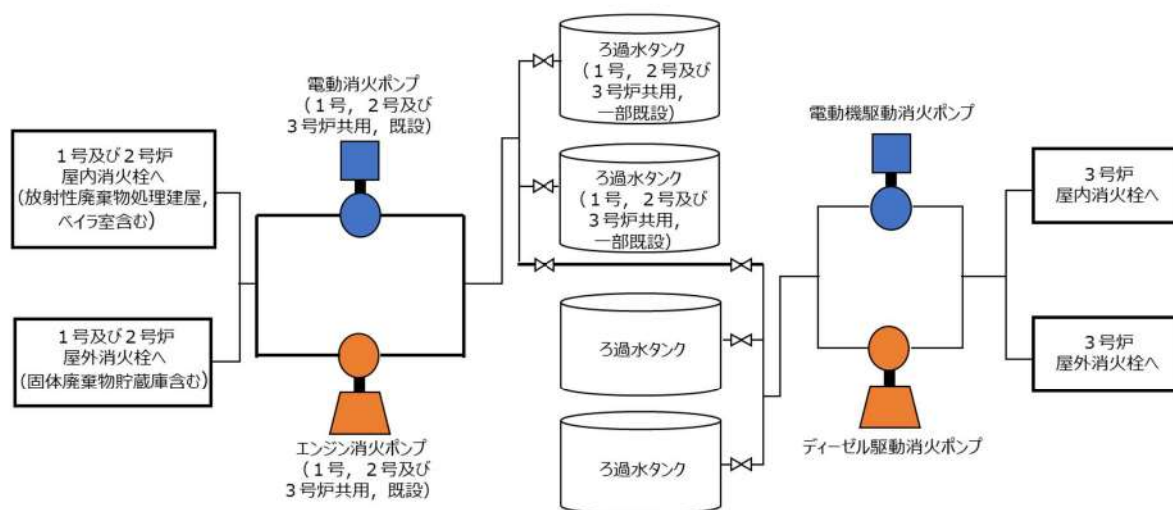 電動消火ポンプ
（１号，２号及び
３号炉共用，既設）
１号及び２号炉
屋内消火栓へ
(放射性廃棄物処理建屋，
ベイラ室含む)
１号及び２号炉
屋外消火栓へ
(固体廃棄物貯蔵庫含む)
エンジン消火ポンプ
（１号，２号及び
３号炉共用，既設）
ろ過水タンク
（１号，２号及び
３号炉共用，
一部既設）
ろ過水タンク
（１号，２号及び
３号炉共用，
一部既設）
ろ過水タンク
ろ過水タンク
電動機駆動消火ポンプ
３号炉
屋内消火栓へ
３号炉
屋外消火栓へ
ディーゼル駆動消火ポンプ